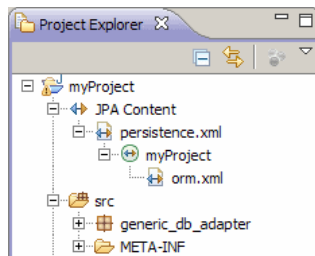 Project Explorer
myProject
JPA Content
persistence.xml
myProject
orm.xml
src
generic_db_adapter
META-INF